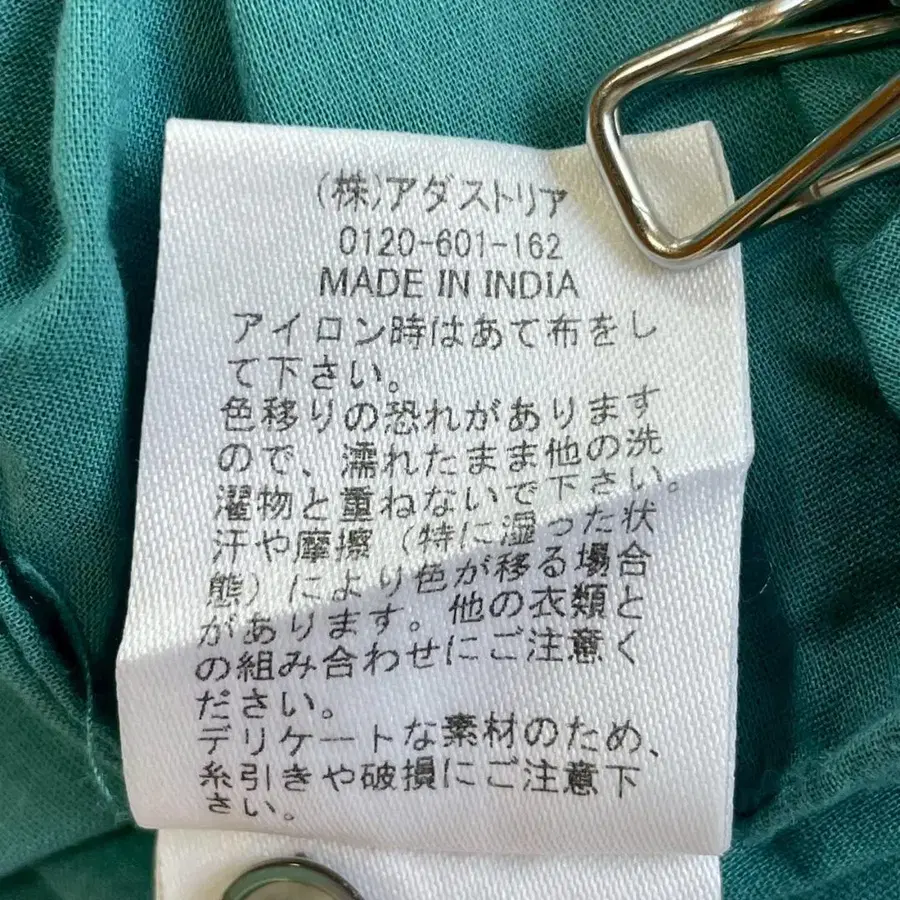 (株)アダストリア
0120-601-162
MADE IN INDIA
アイロン時はあて布をし
て下さい。
色移りの恐れがあります
ので、濡れたまま他の洗
濯物と重ねないで下さい。
汗や摩擦（特に湿った状
態）により色が移る場合
があります。他の衣類と
の組み合わせにご注意く
ださい。
デリケートな素材のため、
糸引きや破損にご注意下
さい。